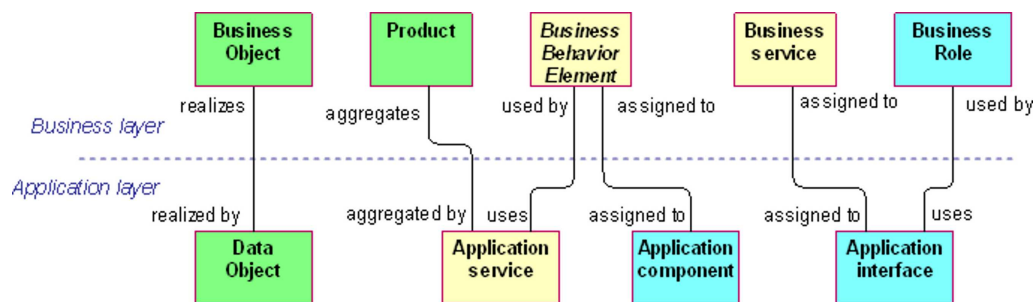 Business
Object
Product
Business
Behavior
Element
Business
service
Business
Role
realizes
aggregates
used by
assigned to
assigned to
used by
Business layer
Application layer
realized by
aggregated by
uses
assigned to
assigned to
uses
Data
Object
Application
service
Application
component
Application
interface